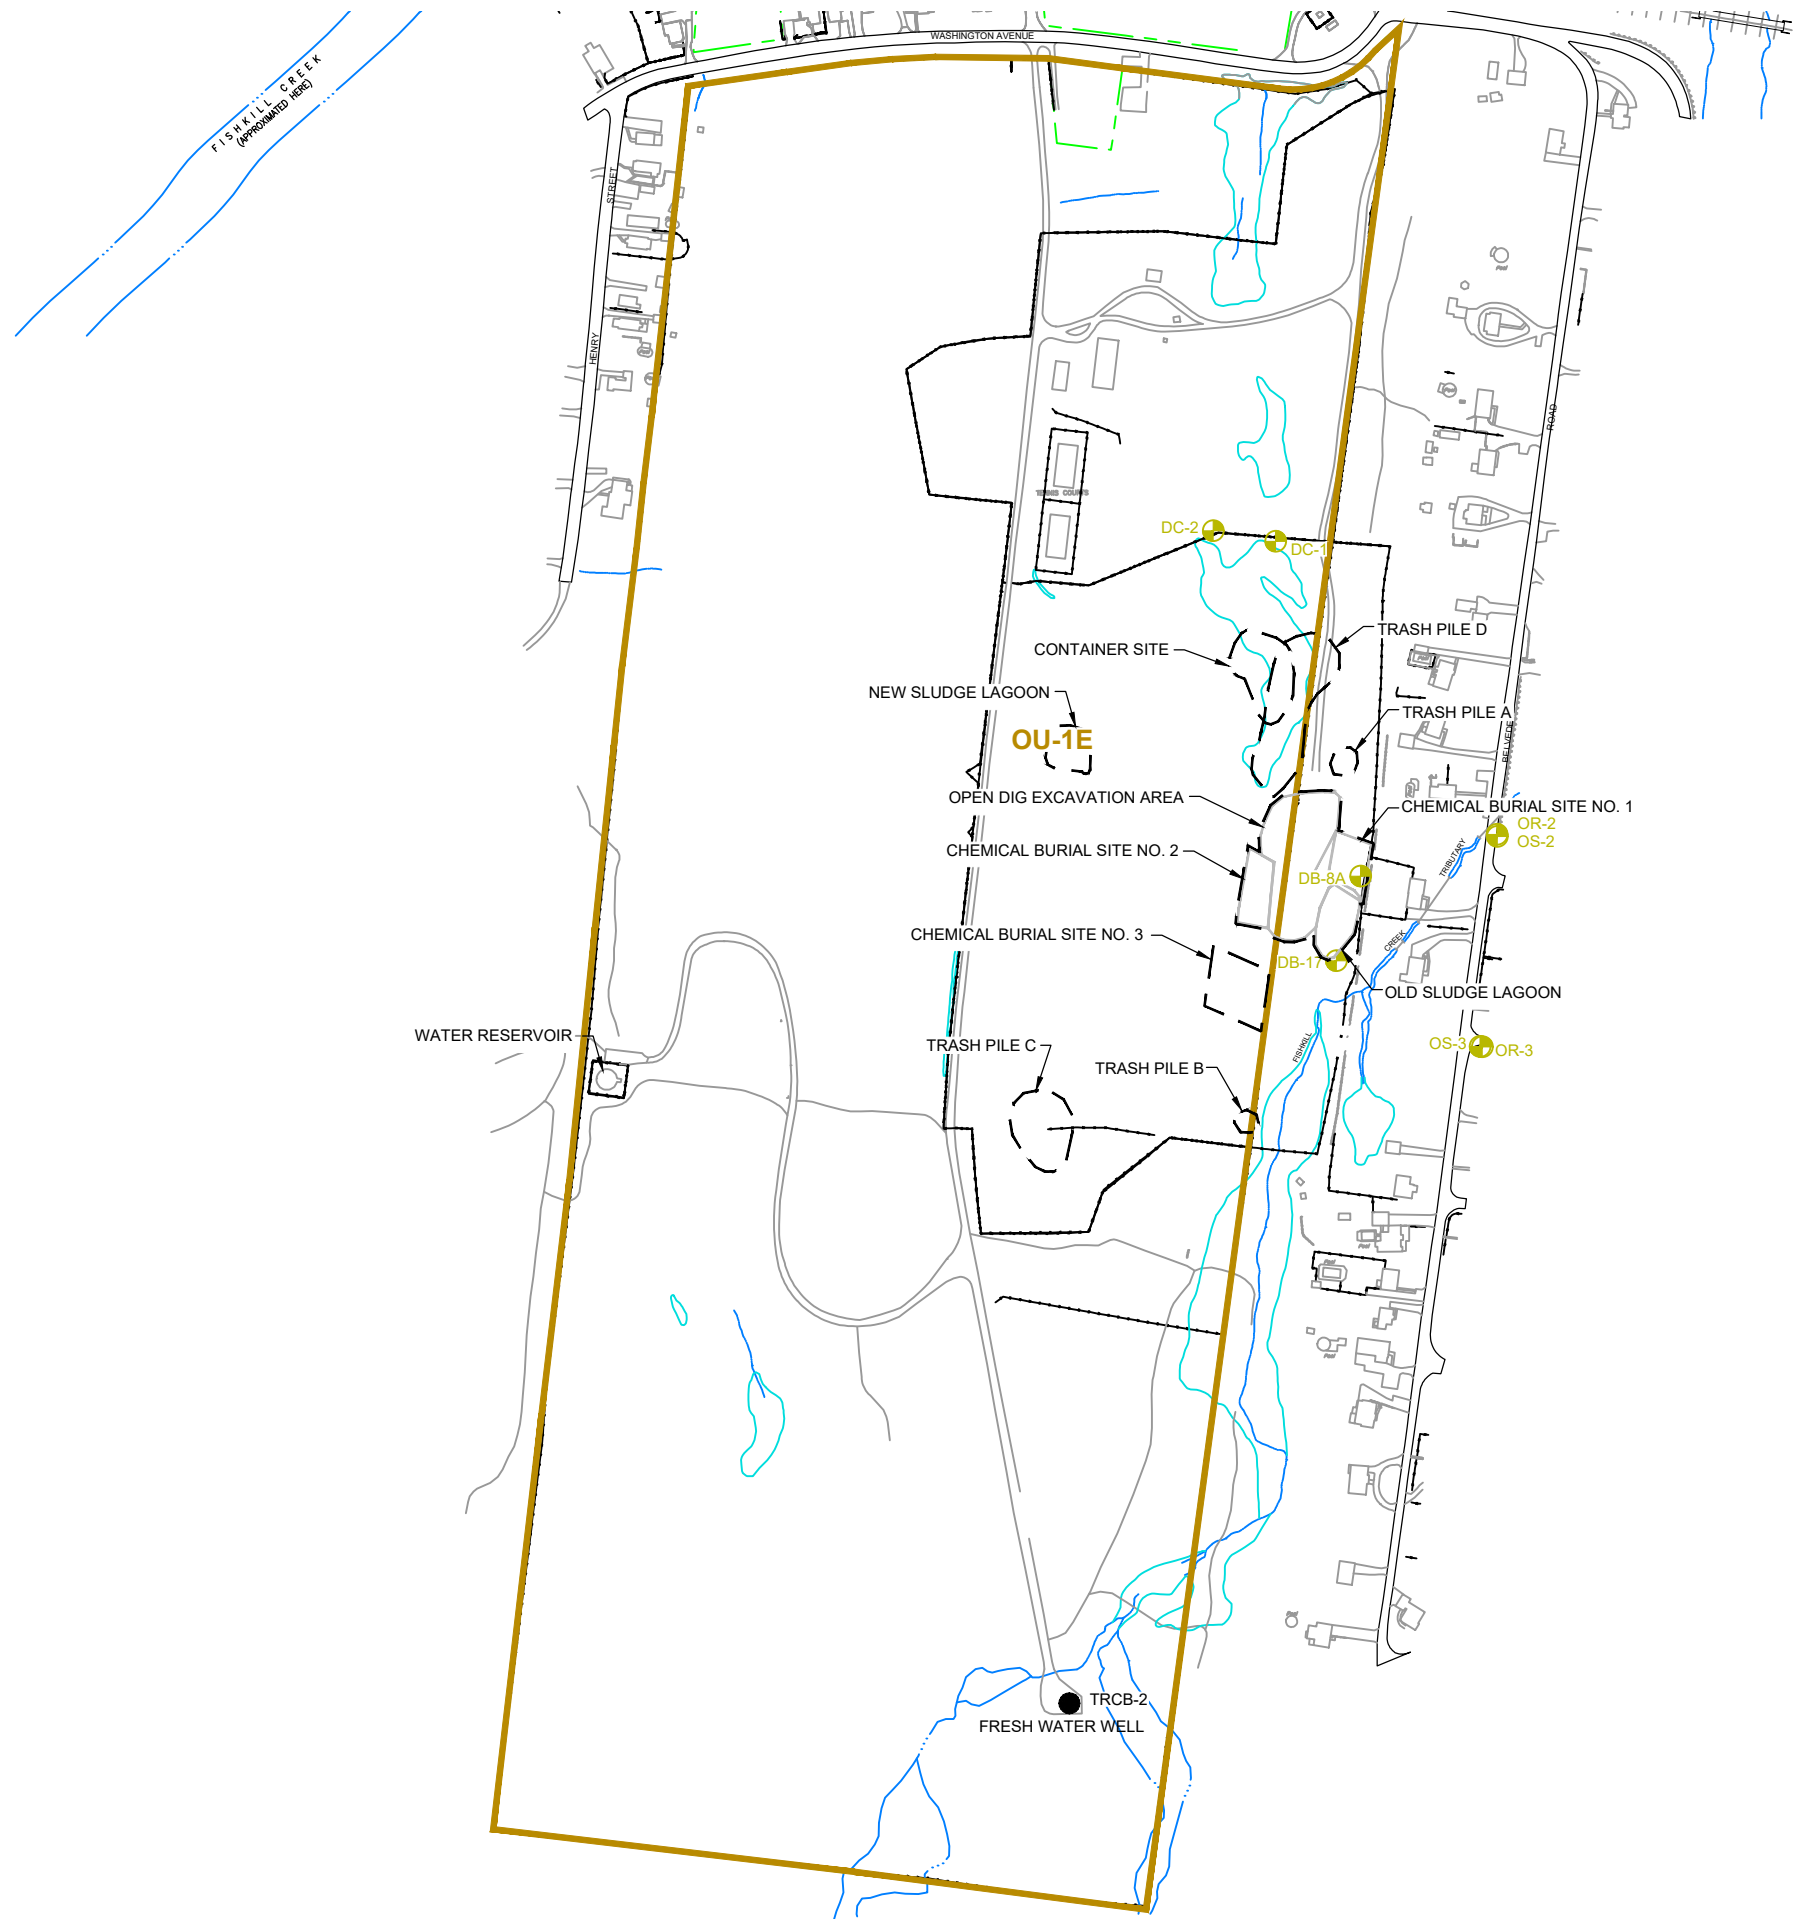 WASHINGTON AVENUE
FISHKILL CREEK
(APPROXIMATED HERE)
STREET
HENRY
ROAD
TENNIS COURTS
DC-2
DC-1
TRASH PILE D
CONTAINER SITE
NEW SLUDGE LAGOON
TRASH PILE A
OU-1E
BELVEDE
OPEN DIG EXCAVATION AREA
CHEMICAL BURIAL SITE NO. 1
OR-2
OS-2
CHEMICAL BURIAL SITE NO. 2
TRIBUTARY
DB-8A
CHEMICAL BURIAL SITE NO. 3
CREEK
DB-17
OLD SLUDGE LAGOON
WATER RESERVOIR
FISHKILL
TRASH PILE C
OS-3
OR-3
TRASH PILE B
TRCB-2
FRESH WATER WELL